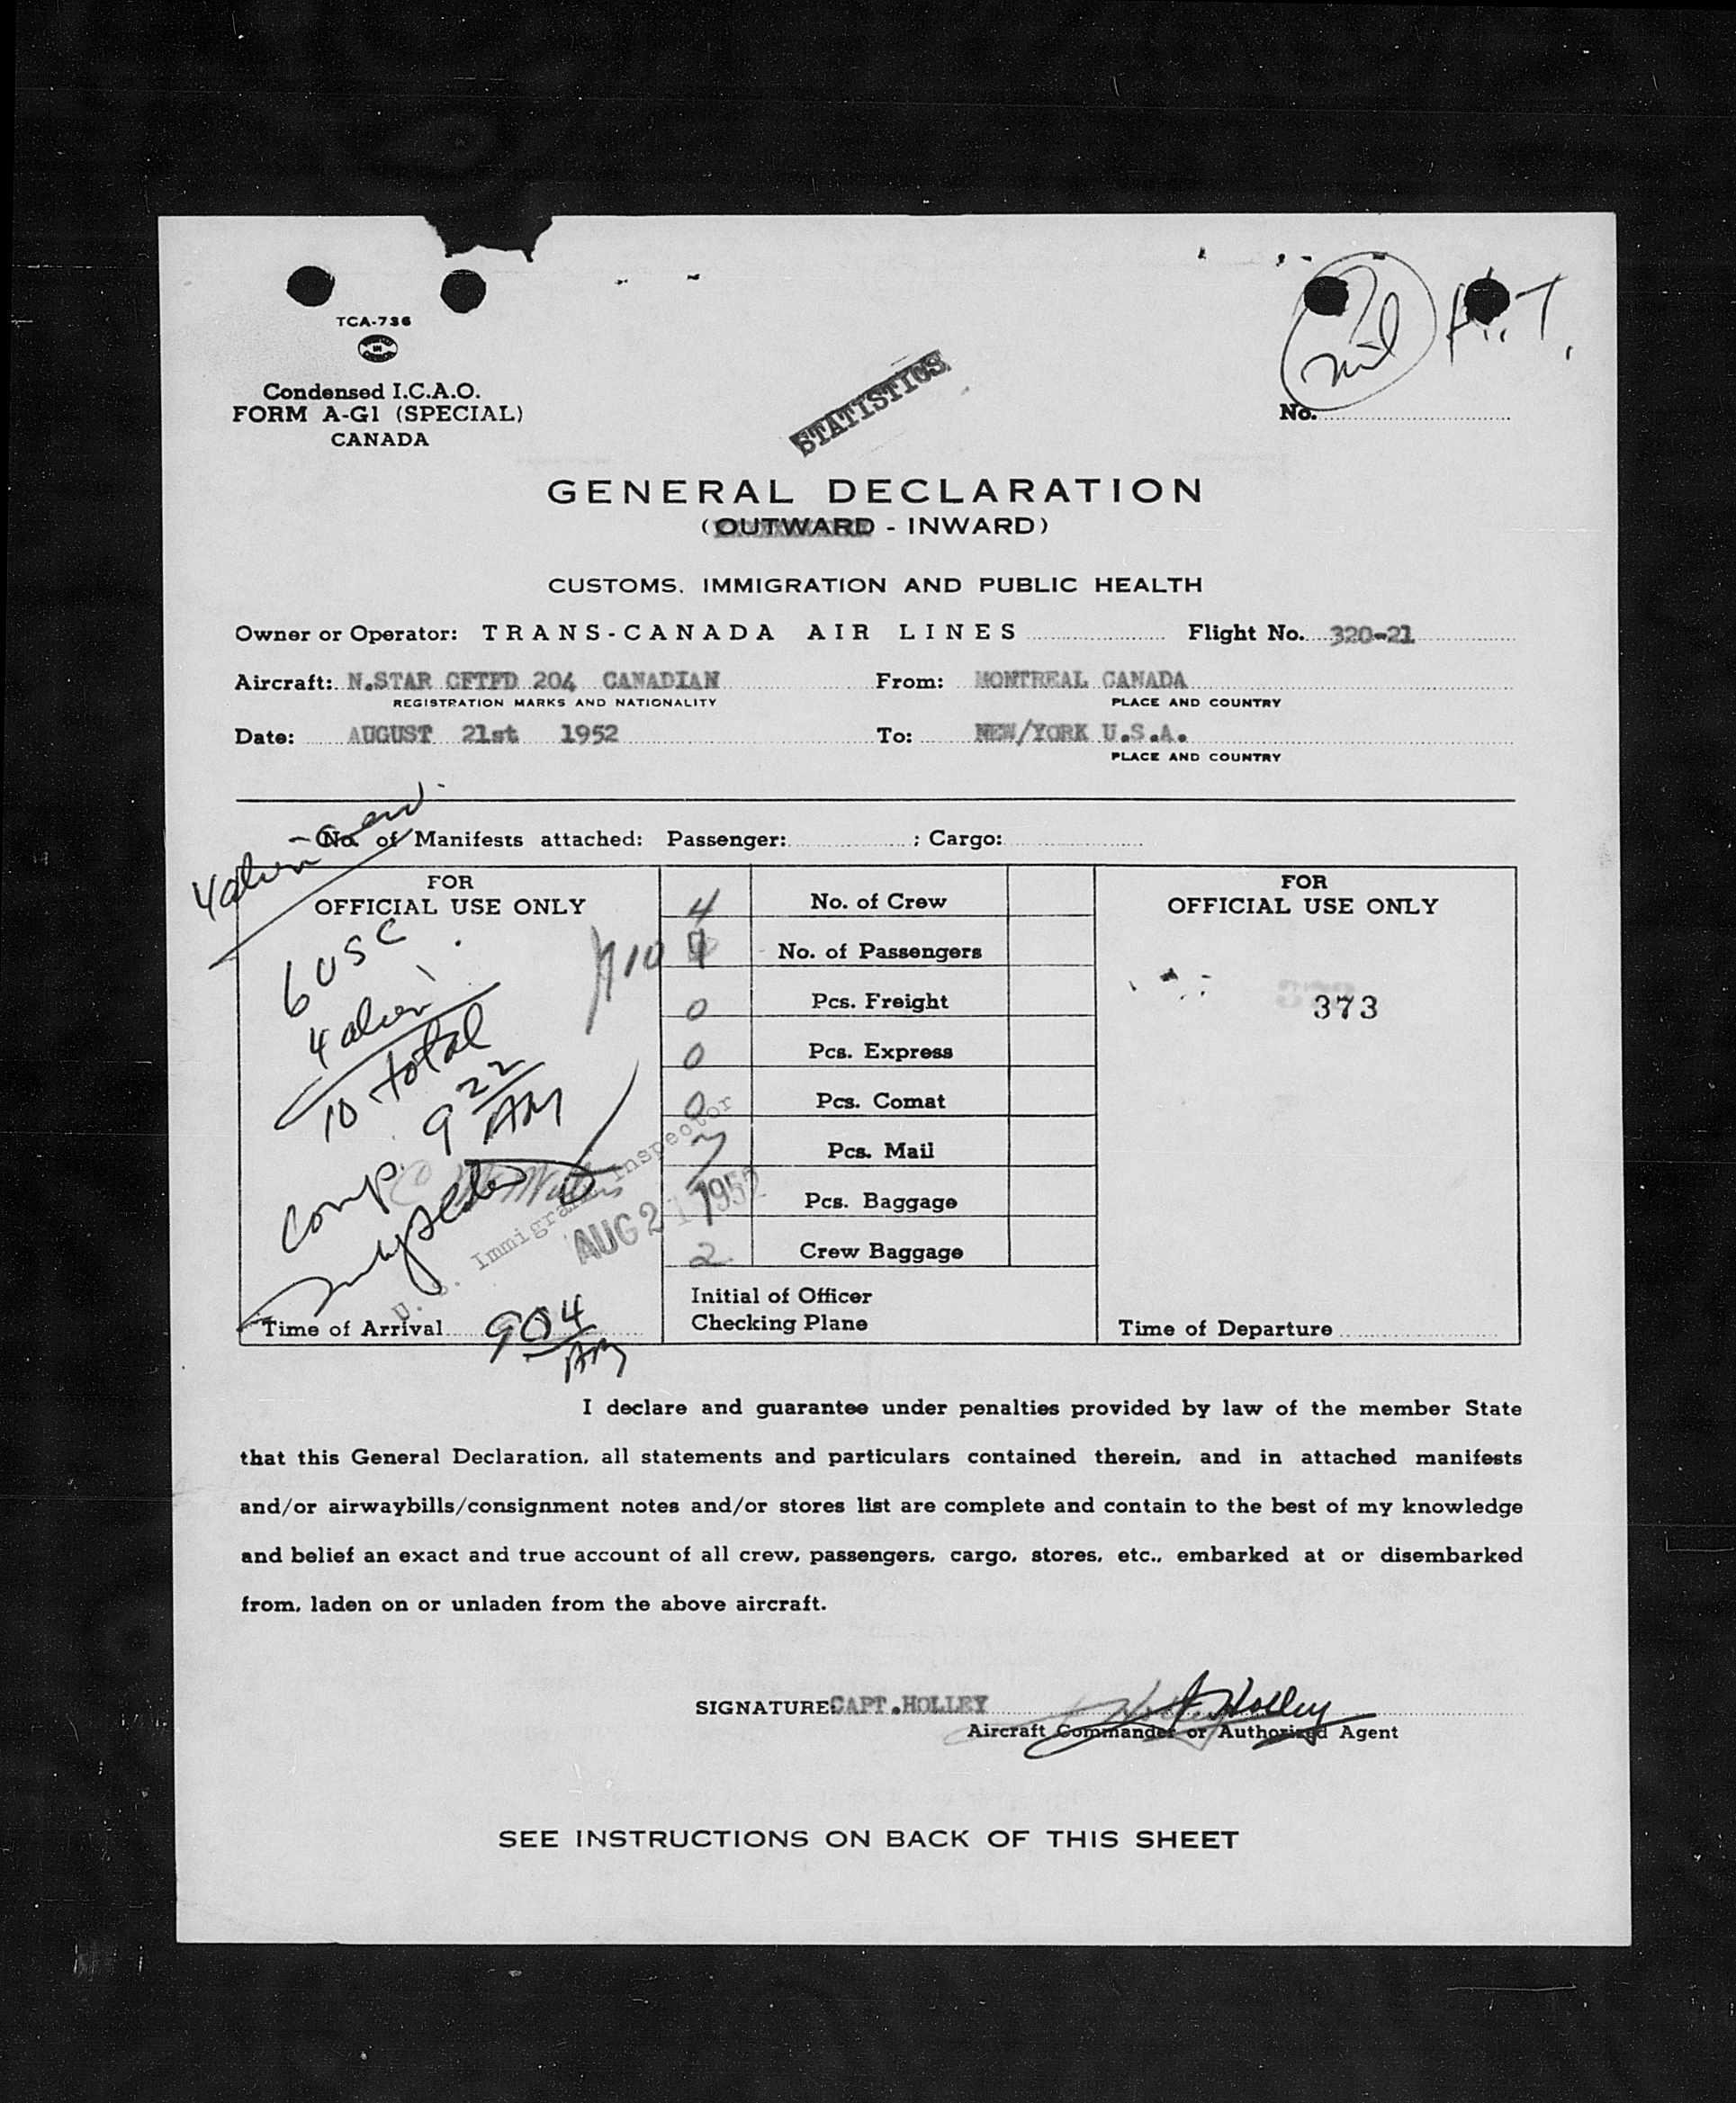 TCA-736
Condensed I.C.A.O.
FORM A-G1 (SPECIAL)
CANADA
nil
No.
STATISTICS
GENERAL DECLARATION
(OUTWARD - INWARD)
CUSTOMS, IMMIGRATION AND PUBLIC HEALTH
Owner or Operator: TRANS-CANADA AIR LINES Flight No. 320-21
Aircraft: N.STAR CFTFD 204 CANADIAN From: MONTREAL CANADA
REGISTRATION MARKS AND NATIONALITY PLACE AND COUNTRY
Date: AUGUST 21st 1952 To: NEW/YORK U.S.A.
PLACE AND COUNTRY
4 alien - Crew
No. of Manifests attached: Passenger: ; Cargo:
FOR
OFFICIAL USE ONLY
6 USC
4 alien
10 total
Comp. 9 22 AM
U. S. Immigrant Inspector
AUG 21 1952
Time of Arrival 9 04 AM
4 No. of Crew
10 No. of Passengers
0 Pcs. Freight
0 Pcs. Express
0 Pcs. Comat
7 Pcs. Mail
Pcs. Baggage
2 Crew Baggage
Initial of Officer
Checking Plane
FOR
OFFICIAL USE ONLY
373
Time of Departure
I declare and guarantee under penalties provided by law of the member State
that this General Declaration, all statements and particulars contained therein, and in attached manifests
and/or airwaybills/consignment notes and/or stores list are complete and contain to the best of my knowledge
and belief an exact and true account of all crew, passengers, cargo, stores, etc., embarked at or disembarked
from, laden on or unladen from the above aircraft.
SIGNATURE: CAPT.HOLLEY Holley
Aircraft Commander or Authorized Agent
SEE INSTRUCTIONS ON BACK OF THIS SHEET